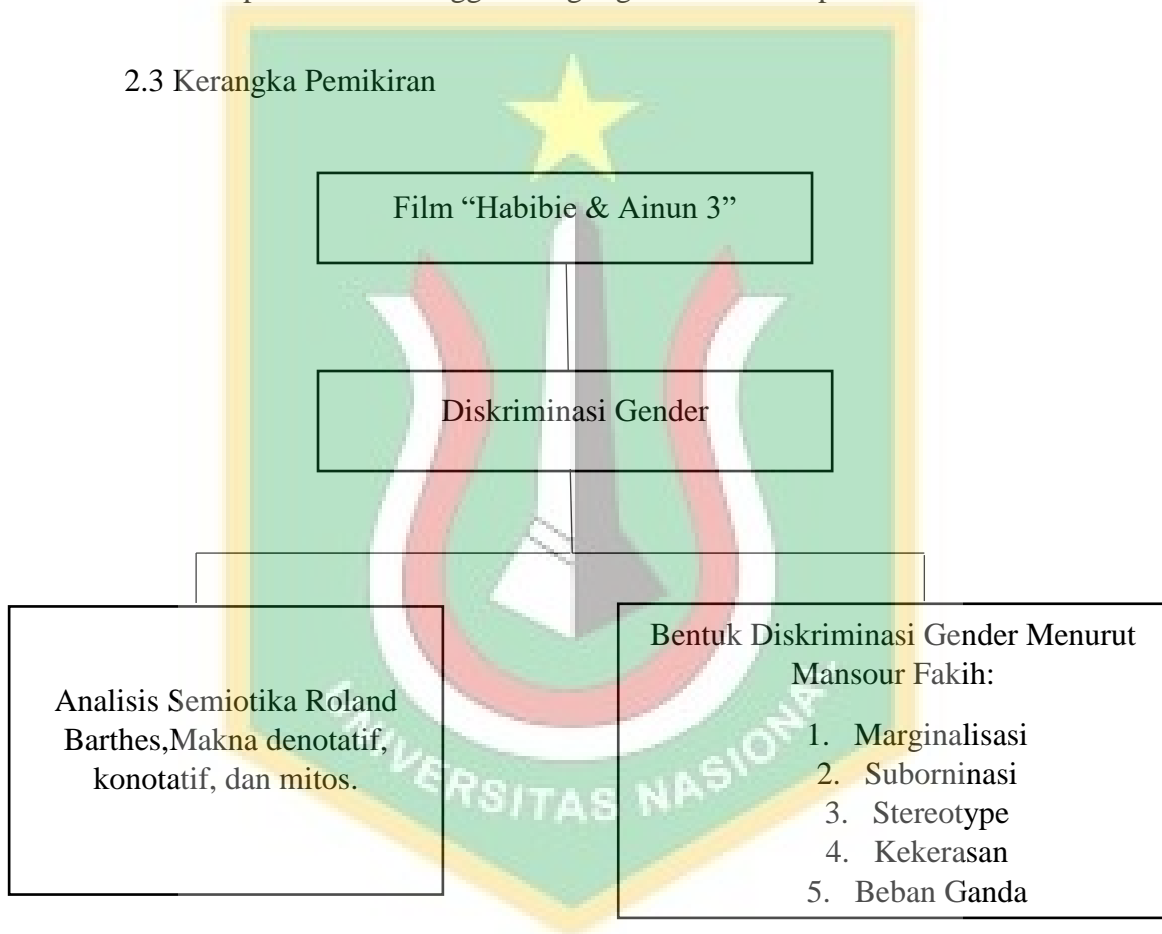 2.3 Kerangka Pemikiran
Film “Habibie & Ainun 3”
Diskriminasi Gender
Analisis Semiotika Roland
Barthes,Makna denotatif,
konotatif, dan mitos.
Bentuk Diskriminasi Gender Menurut
Mansour Fakih:
1. Marginalisasi
2. Suborninasi
3. Stereotype
4. Kekerasan
5. Beban Ganda
UNIVERSITAS NASIONAL